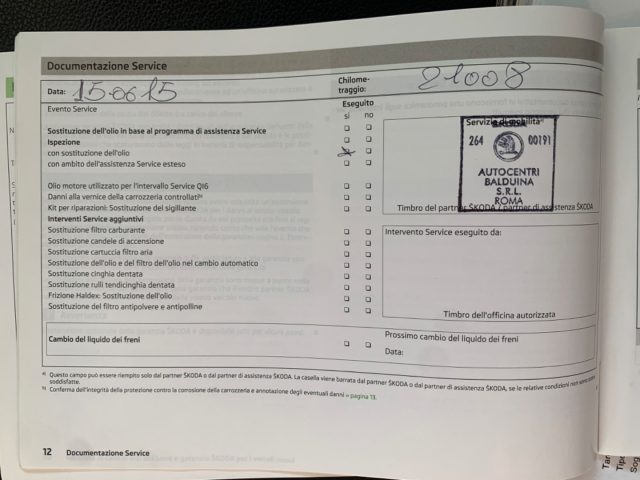 Documentazione Service
Data: 150615
Chilome-
traggio: 21008
Evento Service
Eseguito
sì no
Sostituzione dell'olio in base al programma di assistenza Service
Ispezione
con sostituzione dell'olio
con ambito dell'assistenza Service esteso
Olio motore utilizzato per l'intervallo Service QI6
Danni alla vernice della carrozzeria controllati b)
Kit per riparazioni: Sostituzione del sigillante
Interventi Service aggiuntivi
Sostituzione filtro carburante
Sostituzione candele di accensione
Sostituzione cartuccia filtro aria
Sostituzione dell'olio e del filtro dell'olio nel cambio automatico
Sostituzione cinghia dentata
Sostituzione rulli tendicinghia dentata
Frizione Haldex: Sostituzione dell'olio
Sostituzione del filtro antipolvere e antipolline
Servizio di mobilità a)
264 00191
AUTOCENTRI
BALDUINA
S.R.L.
ROMA
Timbro del partner ŠKODA / partner di assistenza ŠKODA
Intervento Service eseguito da:
Timbro dell'officina autorizzata
Cambio del liquido dei freni
Prossimo cambio del liquido dei freni
Data:
a) Questo campo può essere riempito solo dal partner ŠKODA o dal partner di assistenza ŠKODA. La casella viene barrata dal partner ŠKODA o dal partner di assistenza ŠKODA, se le relative condizioni non sono state
soddisfatte.
b) Conferma dell'integrità della protezione contro la corrosione della carrozzeria e annotazione degli eventuali danni » pagina 13.
12 Documentazione Service
Tar
Tipo
Sog